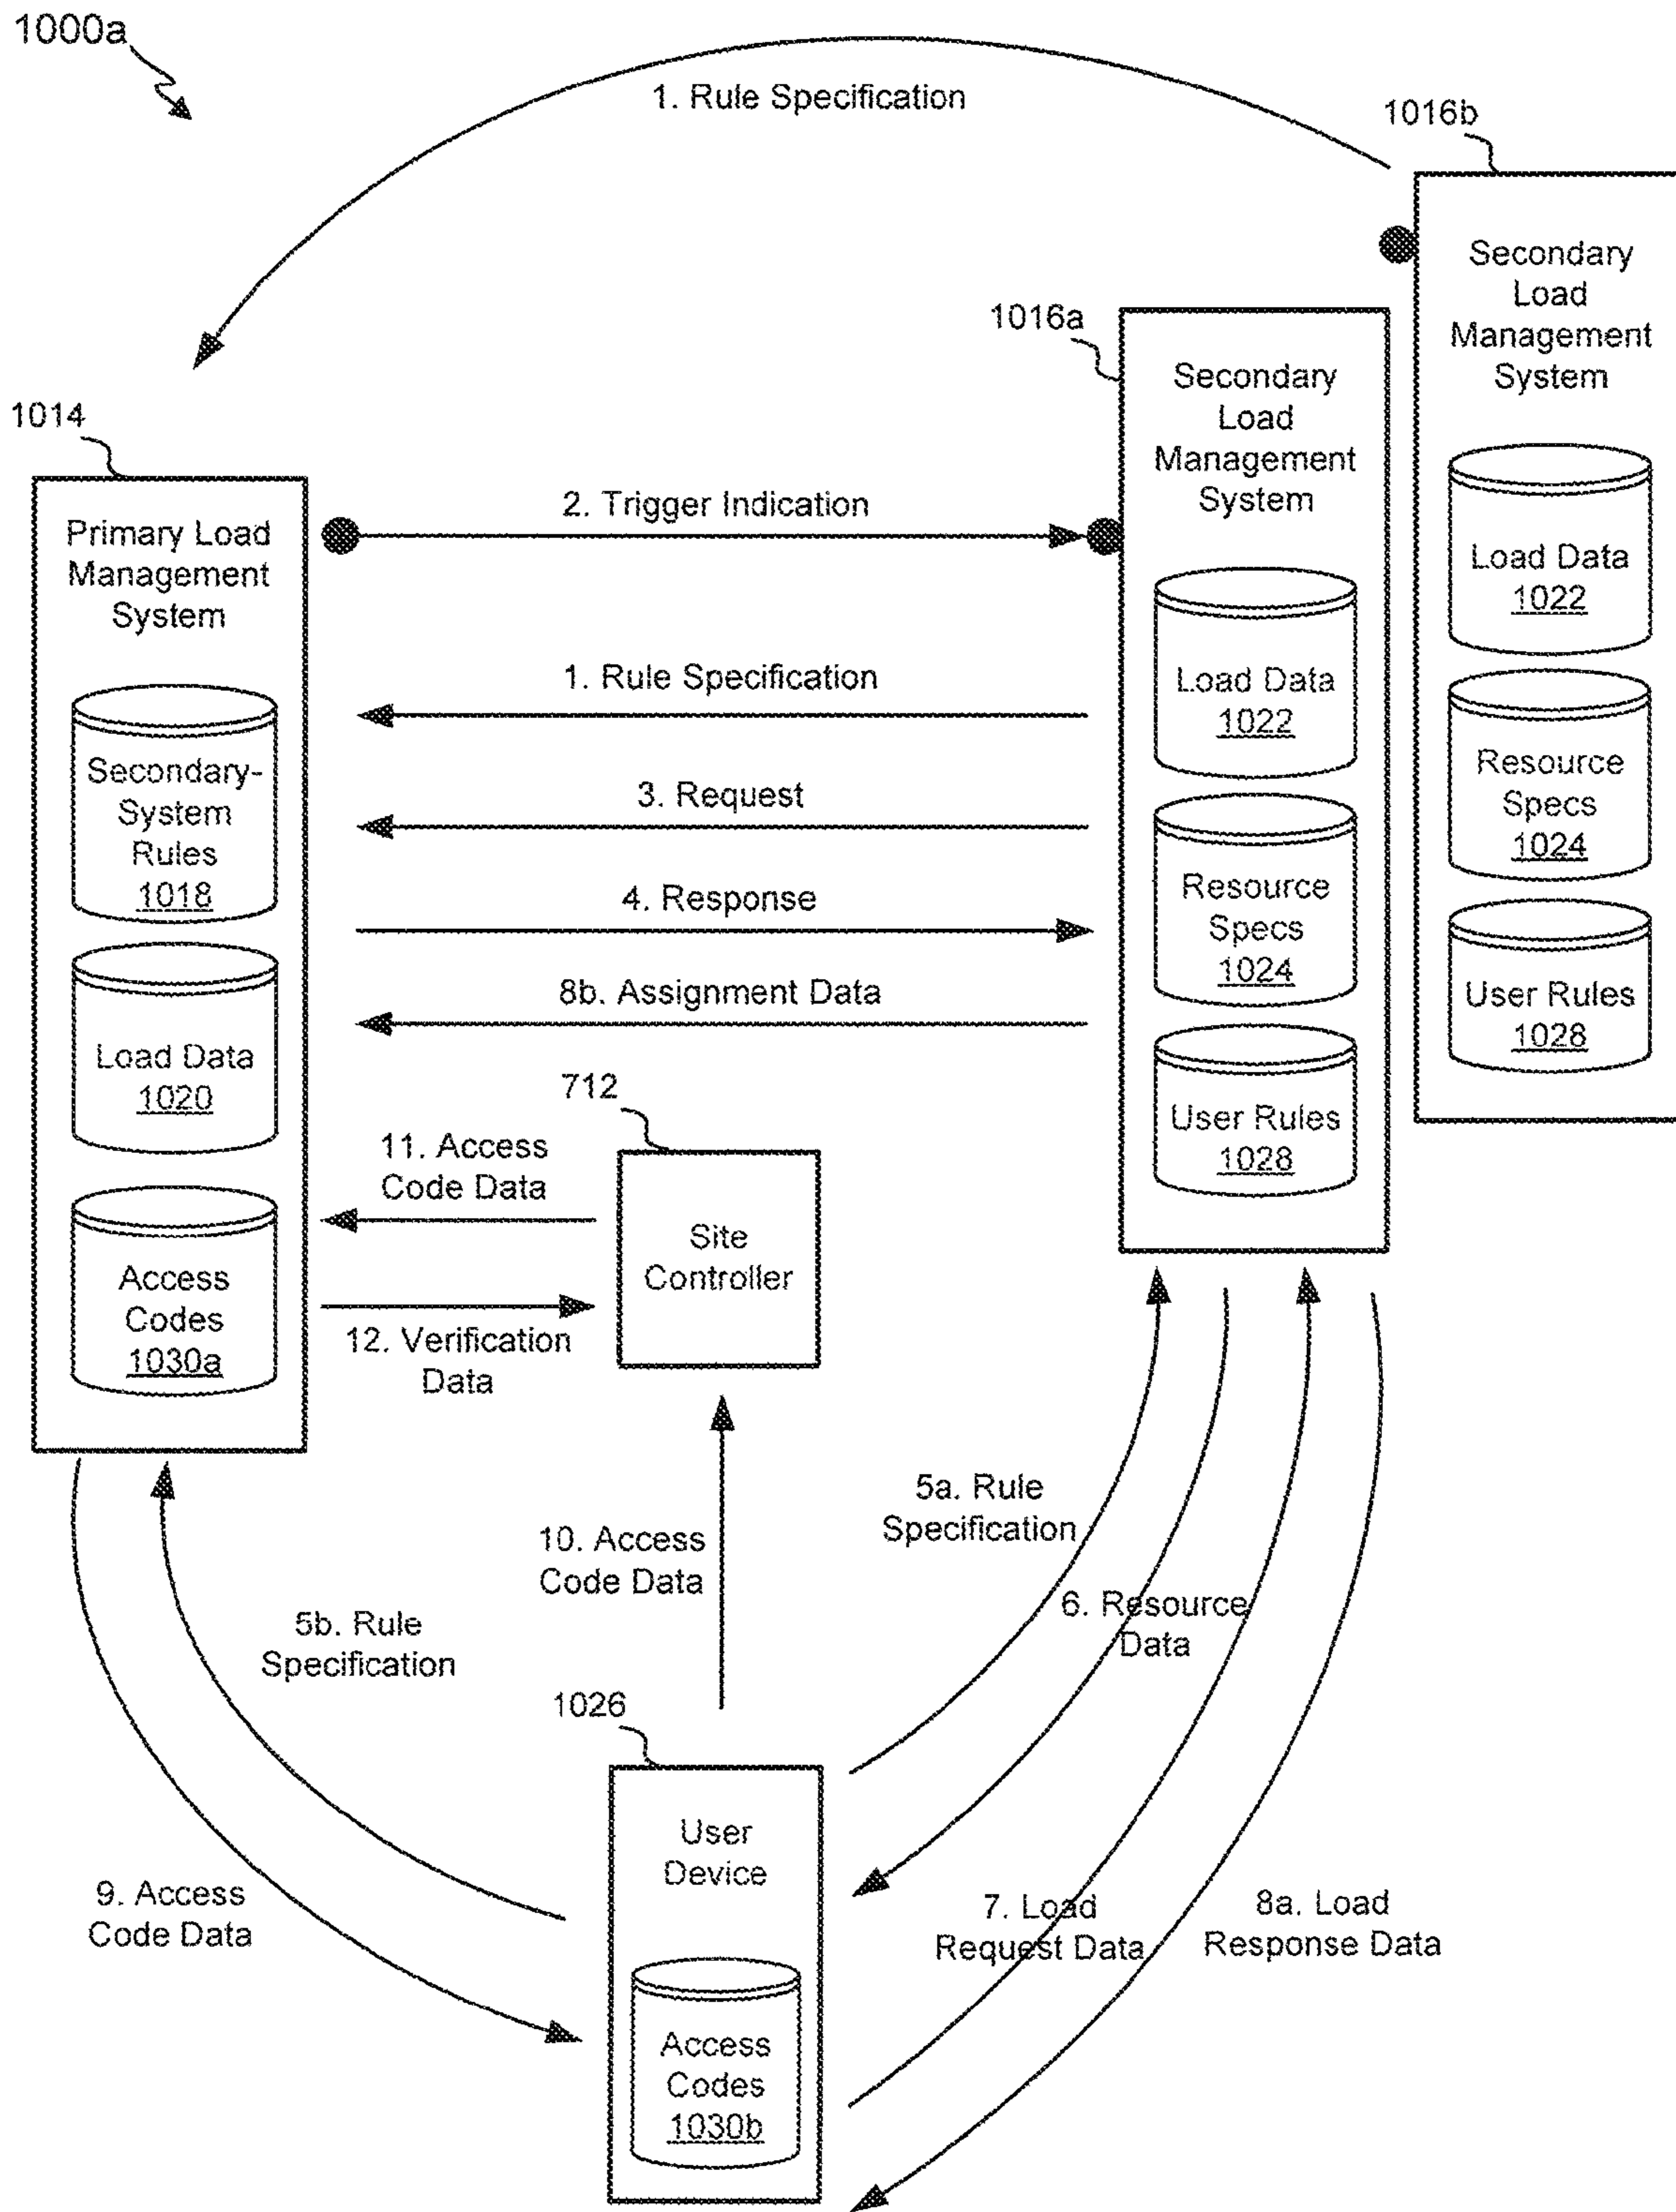 1000a
1. Rule Specification
1016b
Secondary
Load
Management
System
Load Data
1022
Resource
Specs
1024
User Rules
1028
1016a
Secondary
Load
Management
System
Load Data
1022
Resource
Specs
1024
User Rules
1028
1014
Primary Load
Management
System
Secondary-
System
Rules
1018
Load Data
1020
Access
Codes
1030a
2. Trigger Indication
1. Rule Specification
3. Request
4. Response
8b. Assignment Data
712
Site
Controller
11. Access
Code Data
12. Verification
Data
10. Access
Code Data
5a. Rule
Specification
6. Resource
Data
5b. Rule
Specification
1026
User
Device
Access
Codes
1030b
9. Access
Code Data
7. Load
Request Data
8a. Load
Response Data